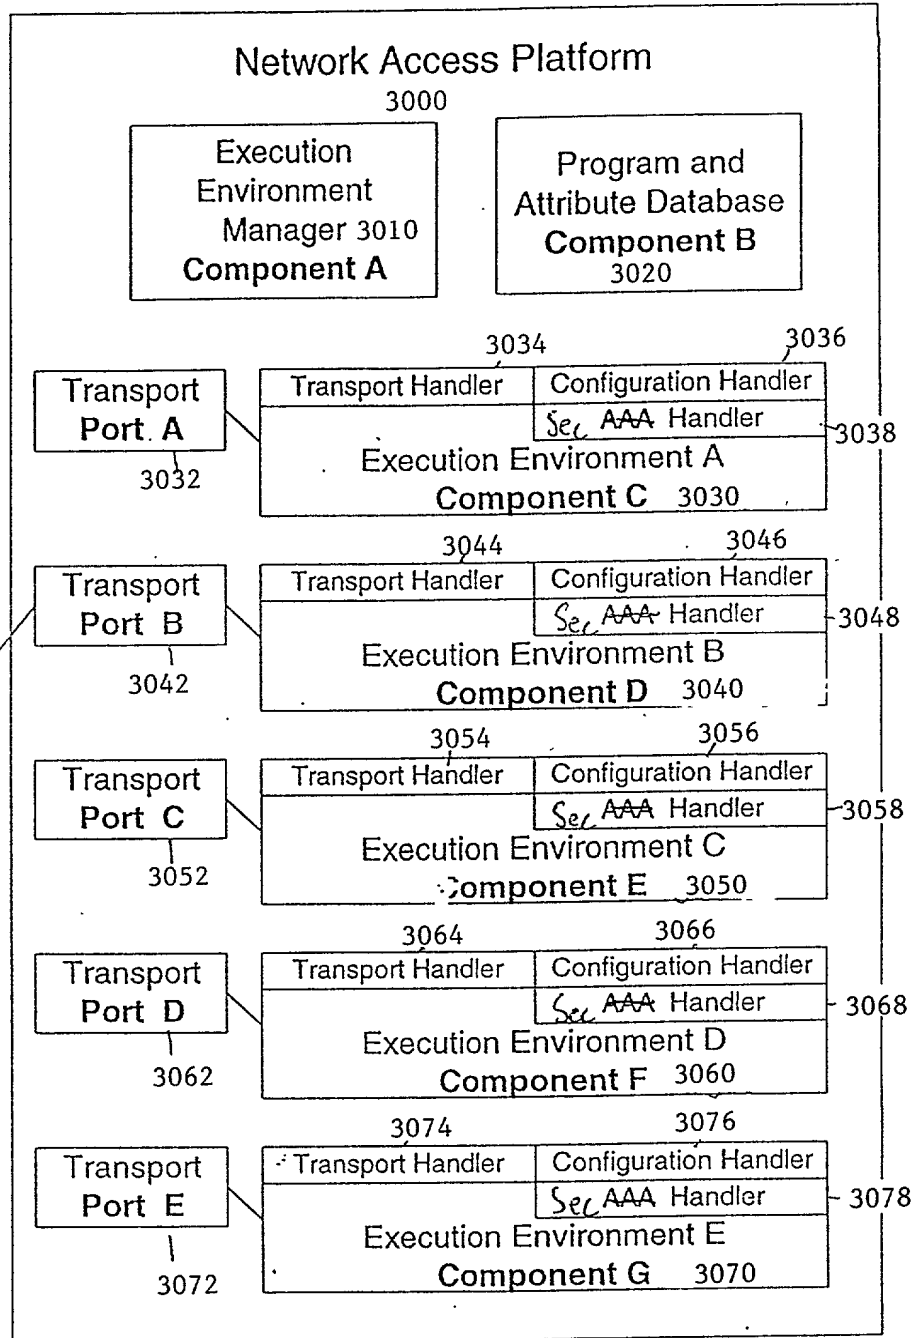 Network Access Platform
3000
Execution
Environment
Manager 3010
Component A
Program and
Attribute Database
Component B
3020
3034
3036
Transport
Port A
3032
Transport Handler
Configuration Handler
Sec AAA Handler
3038
Execution Environment A
Component C 3030
3044
3046
Transport
Port B
3042
Transport Handler
Configuration Handler
Sec AAA Handler
3048
Execution Environment B
Component D 3040
3054
3056
Transport
Port C
3052
Transport Handler
Configuration Handler
Sec AAA Handler
3058
Execution Environment C
Component E 3050
3064
3066
Transport
Port D
3062
Transport Handler
Configuration Handler
Sec AAA Handler
3068
Execution Environment D
Component F 3060
3074
3076
Transport
Port E
3072
Transport Handler
Configuration Handler
Sec AAA Handler
3078
Execution Environment E
Component G 3070